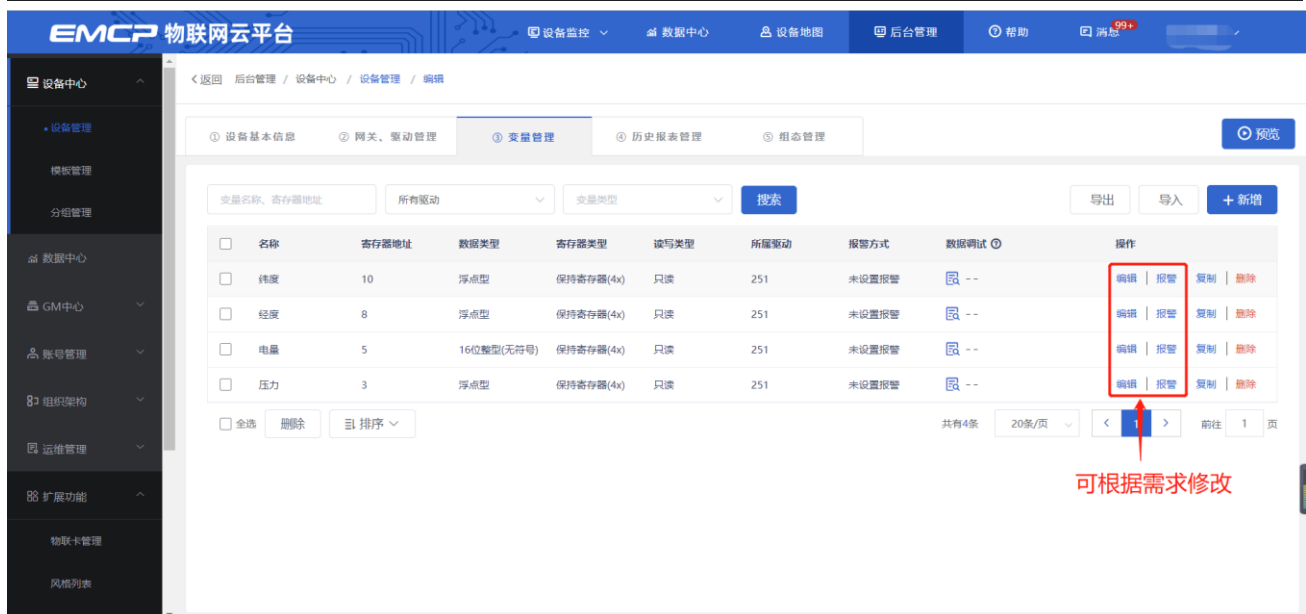 EMCP 物联网云平台 设备监控 数据中心 设备地图 后台管理 帮助 消息 99+
设备中心
设备管理
模板管理
分组管理
数据中心
GM中心
账号管理
组织架构
运维管理
扩展功能
物联卡管理
风格列表
返回 后台管理 / 设备中心 / 设备管理 / 编辑
① 设备基本信息 ② 网关、驱动管理 ③ 变量管理 ④ 历史报表管理 ⑤ 组态管理 预览
变量名称、寄存器地址 所有驱动 变量类型 搜索 导出 导入 + 新增
名称 寄存器地址 数据类型 寄存器类型 读写类型 所属驱动 报警方式 数据调试 操作
纬度 10 浮点型 保持寄存器(4x) 只读 251 未设置报警 -- 编辑 | 报警 复制 | 删除
经度 8 浮点型 保持寄存器(4x) 只读 251 未设置报警 -- 编辑 | 报警 复制 | 删除
电量 5 16位整型(无符号) 保持寄存器(4x) 只读 251 未设置报警 -- 编辑 | 报警 复制 | 删除
压力 3 浮点型 保持寄存器(4x) 只读 251 未设置报警 -- 编辑 | 报警 复制 | 删除
全选 删除 排序 共有4条 20条/页 < 1 > 前往 1 页
可根据需求修改